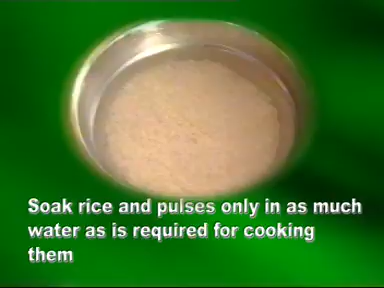 Soak rice and pulses only in as much
water as is required for cooking
them